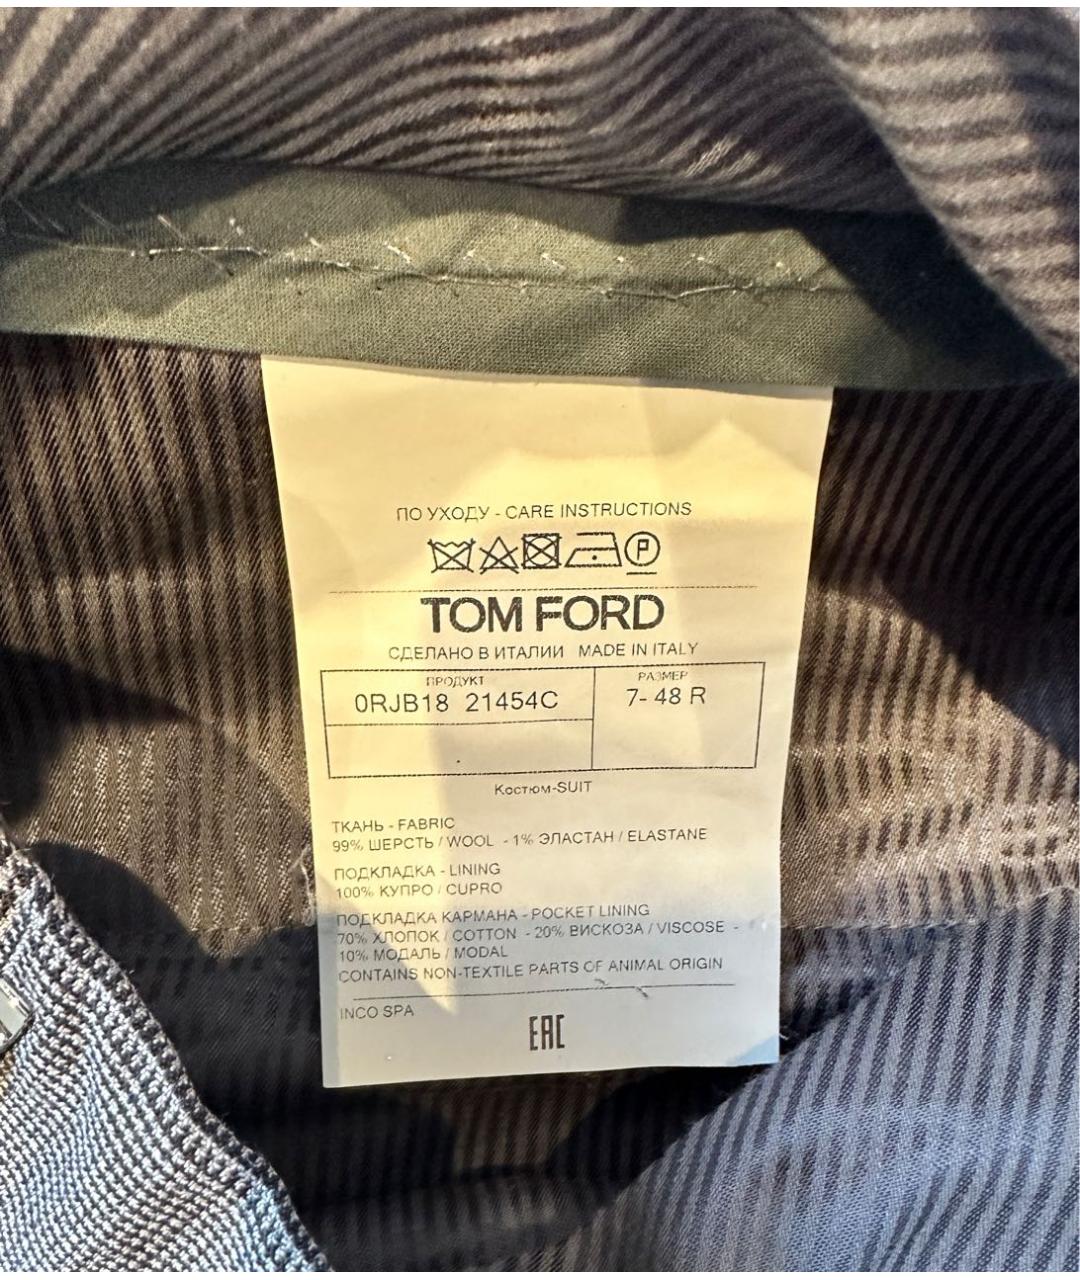 ПО УХОДУ - CARE INSTRUCTIONS
P
TOM FORD
СДЕЛАНО В ИТАЛИИ MADE IN ITALY
ПРОДУКТ
0RJB18 21454C
РАЗМЕР
7- 48 R
Костюм-SUIT
ТКАНЬ - FABRIC
99% ШЕРСТЬ / WOOL - 1% ЭЛАСТАН / ELASTANE
ПОДКЛАДКА - LINING
100% КУПРО / CUPRO
ПОДКЛАДКА КАРМАНА - POCKET LINING
70% ХЛОПОК / COTTON - 20% ВИСКОЗА / VISCOSE -
10% МОДАЛЬ / MODAL
CONTAINS NON-TEXTILE PARTS OF ANIMAL ORIGIN
INCO SPA
EAC